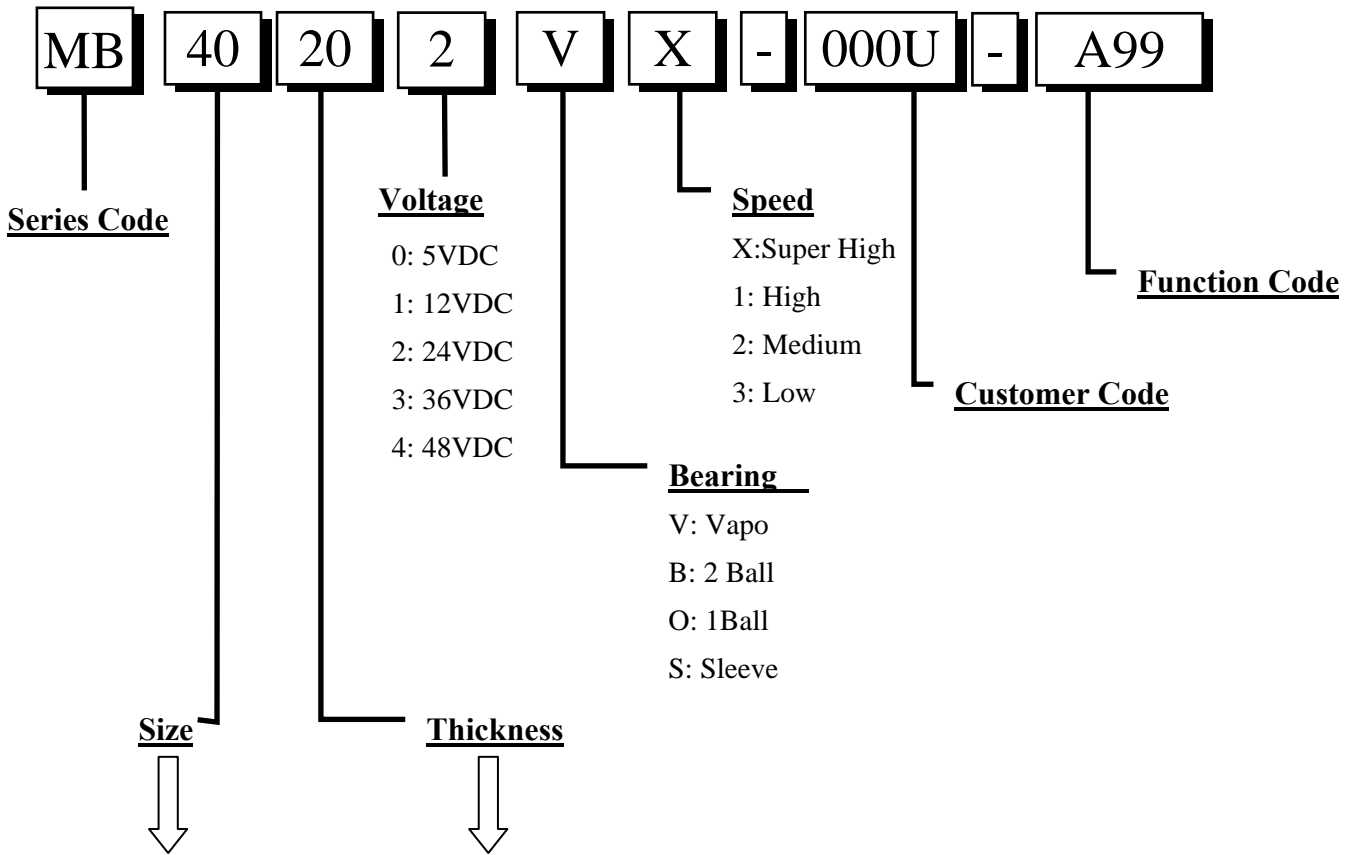 MB 40 20 2 V X - 000U - A99
Series Code
Voltage
0: 5VDC
1: 12VDC
2: 24VDC
3: 36VDC
4: 48VDC
Speed
X:Super High
1: High
2: Medium
3: Low
Function Code
Customer Code
Bearing
V: Vapo
B: 2 Ball
O: 1Ball
S: Sleeve
Size
Thickness